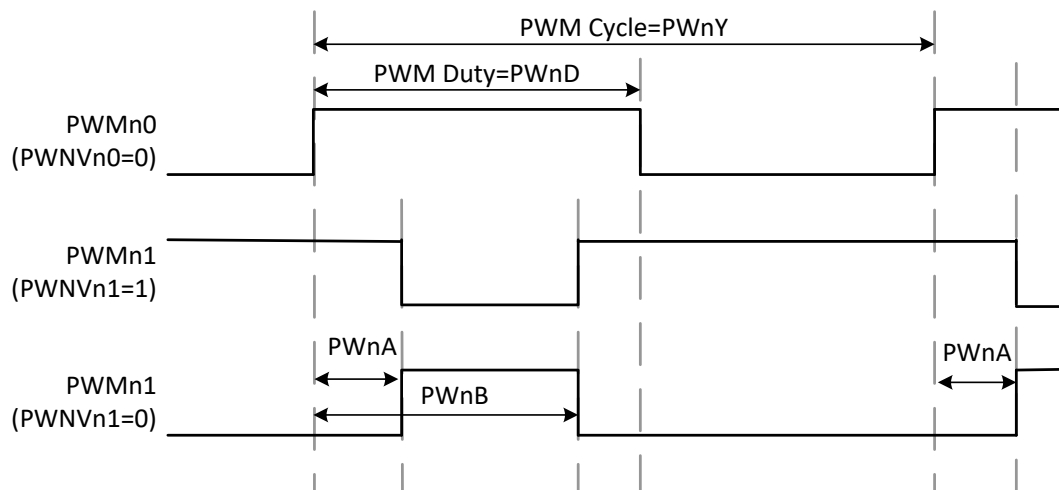 PWM Cycle=PWnY
PWM Duty=PWnD
PWMn0
(PWNVn0=0)
PWMn1
(PWNVn1=1)
PWnA
PWnA
PWMn1
(PWNVn1=0)
PWnB